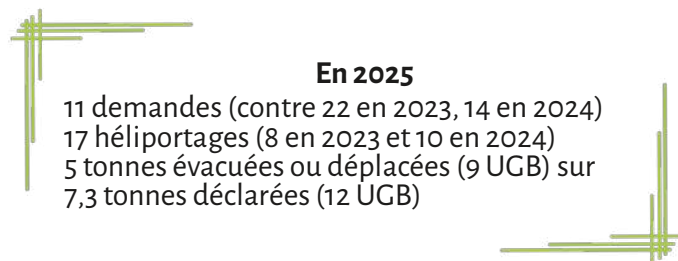 En 2025
11 demandes (contre 22 en 2023, 14 en 2024)
17 héliportages (8 en 2023 et 10 en 2024)
5 tonnes évacuées ou déplacées (9 UGB) sur
7,3 tonnes déclarées (12 UGB)